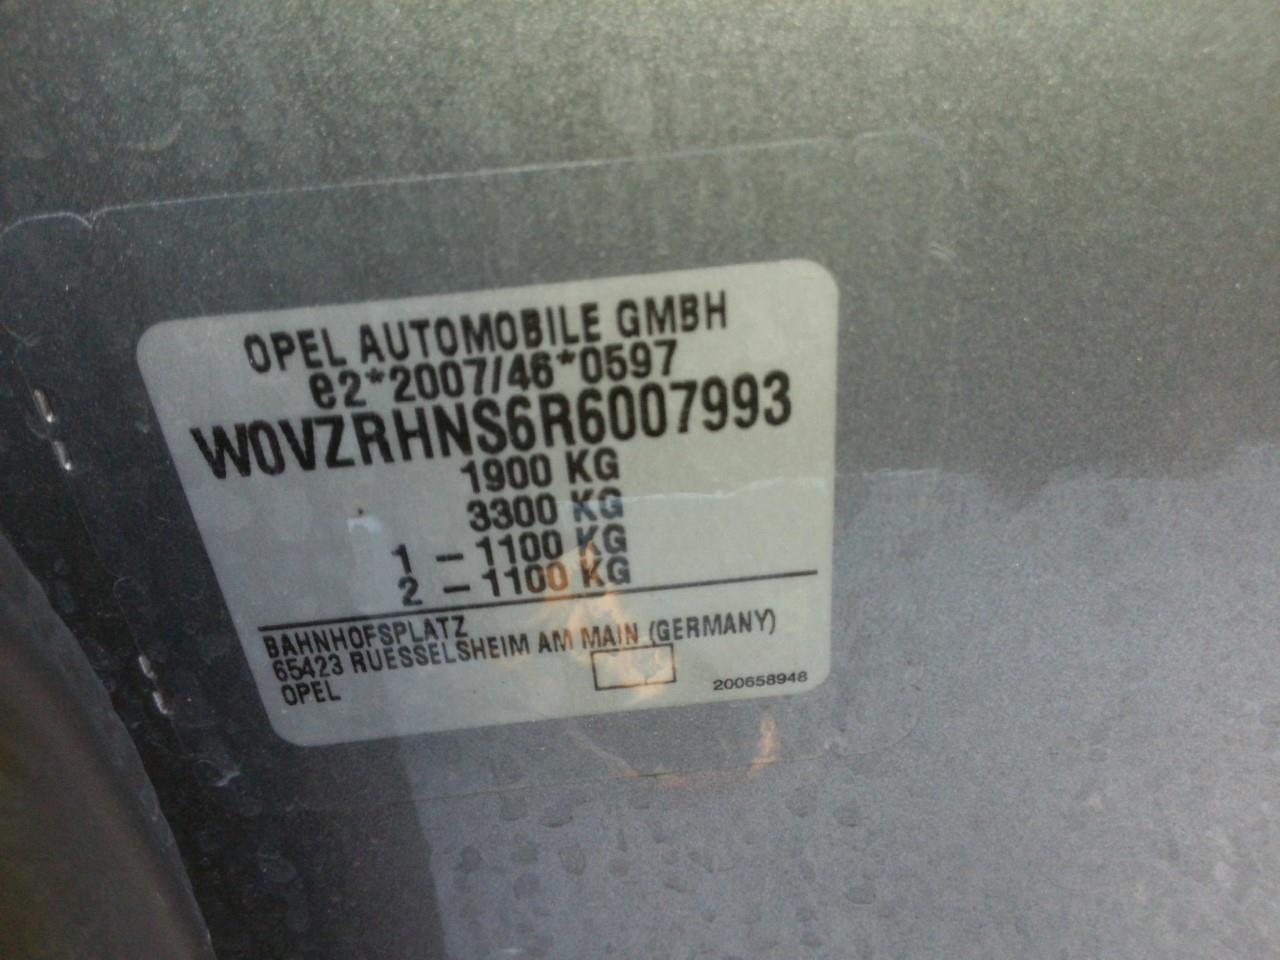 OPEL AUTOMOBILE GMBH
e2*2007/46*0597
W0VZRHNS6R6007993
1900 KG
3300 KG
1 – 1100 KG
2 – 1100 KG
BAHNHOFSPLATZ
65423 RUESSELSHEIM AM MAIN (GERMANY)
OPEL
200658948